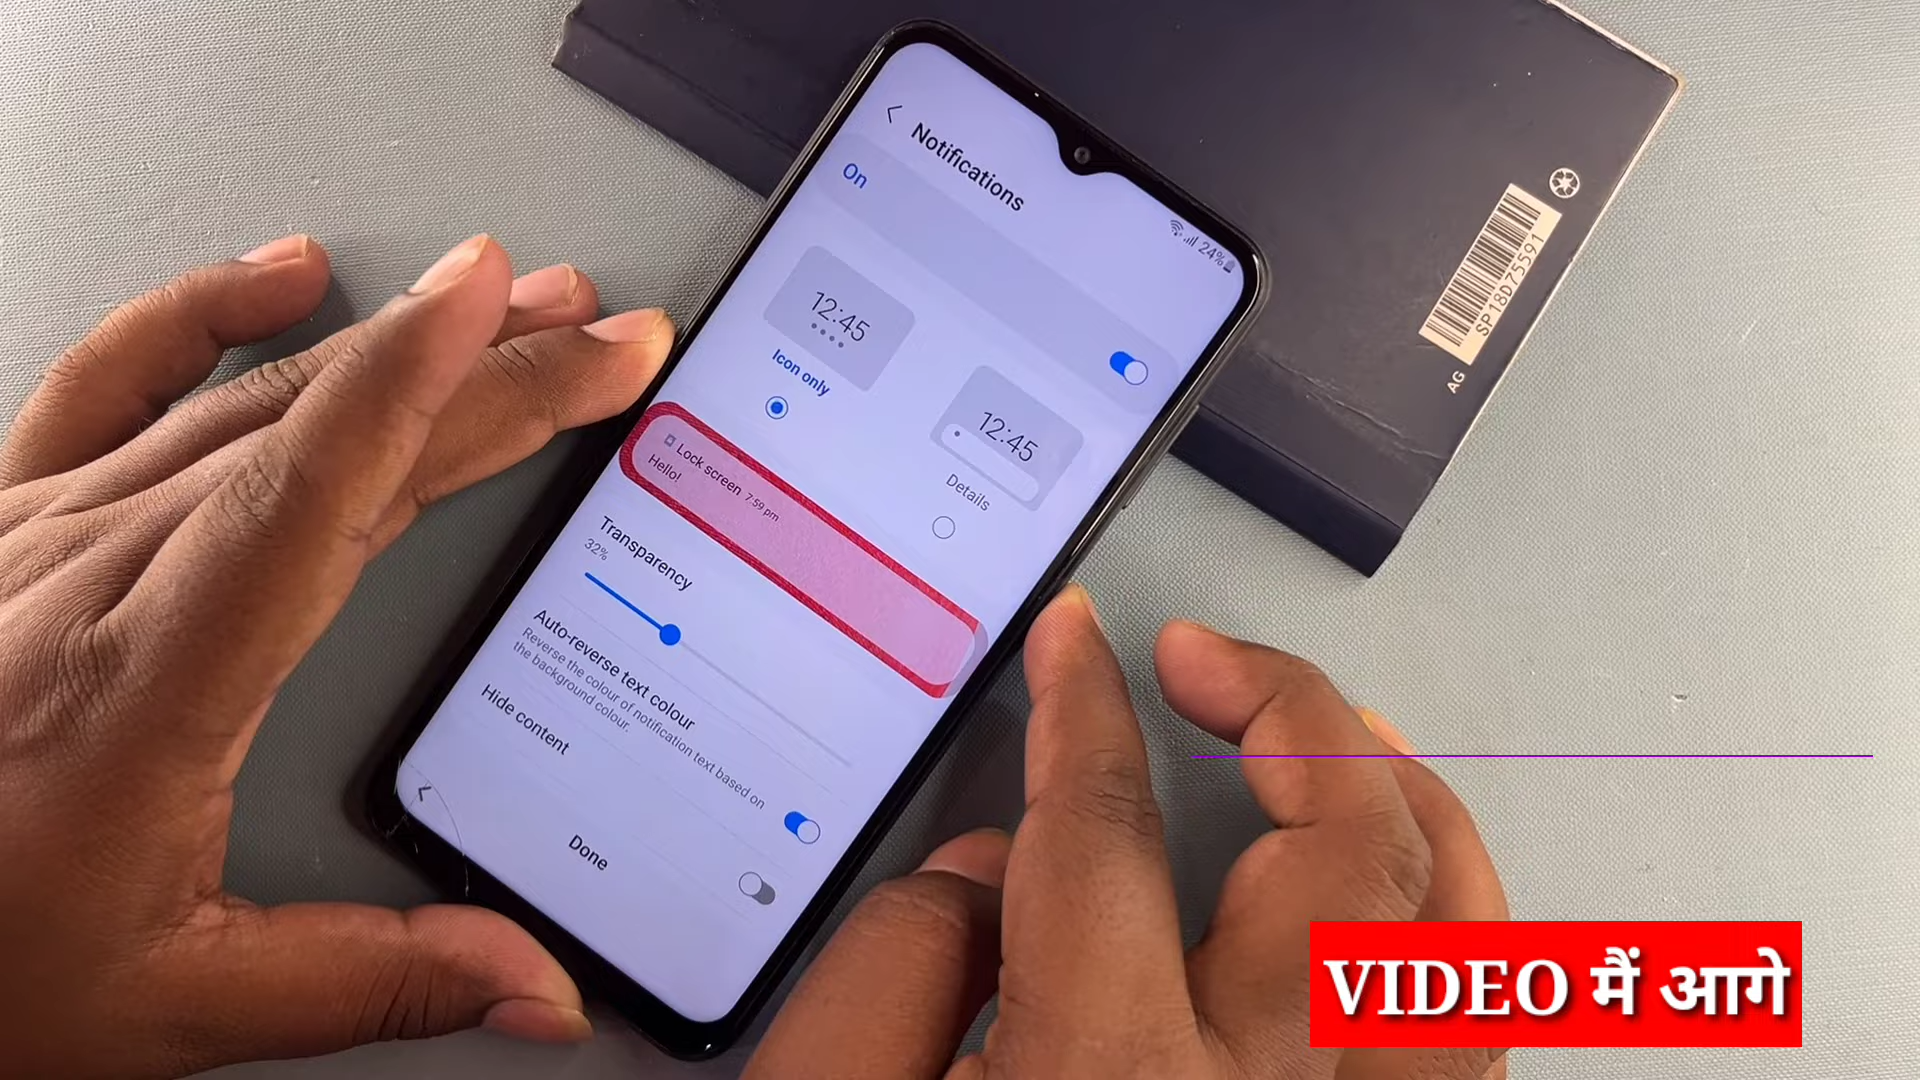 Notifications
24%
On
12:45
Icon only
12:45
Details
Lock screen 7:59 pm
Hello!
Transparency
32%
Auto-reverse text colour
Reverse the colour of notification text based on
the background colour.
Hide content
Done
SP18D75591
AG
VIDEO मैं आगे